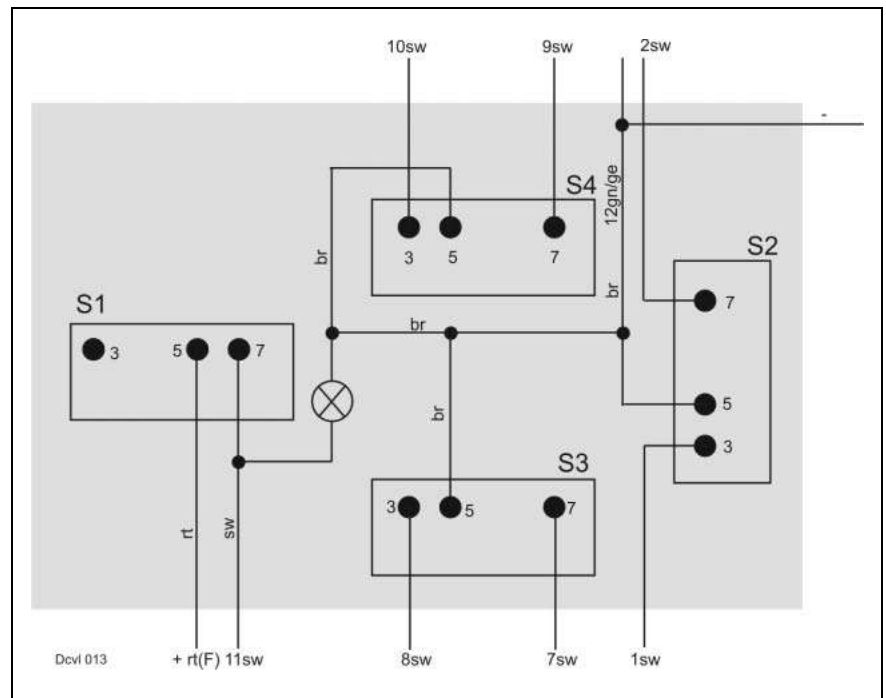 10sw 9sw 2sw
-
12gn/ge
S4
3 5 7
br
br
S2
7
5
3
S1
3 5 7
br
br
S3
3 5 7
rt
sw
Dcvl 013 + rt(F) 11sw 8sw 7sw 1sw